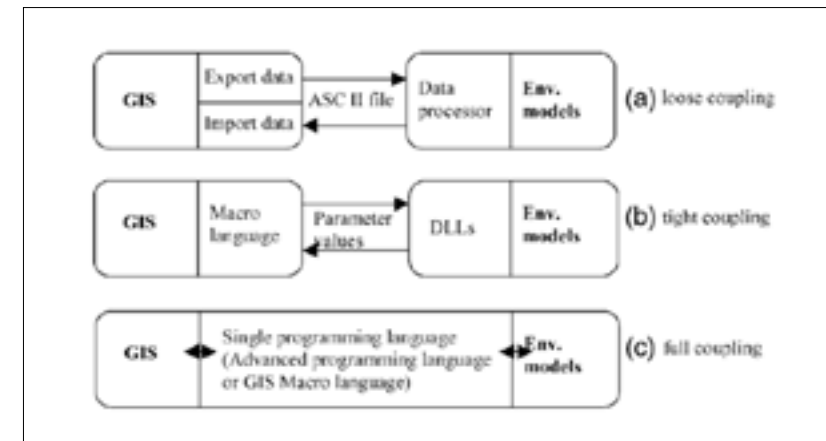 GIS
Export data
Import data
ASC II file
Data
processor
Env.
models
(a) loose coupling
GIS
Macro
language
Parameter
values
DLLs
Env.
models
(b) tight coupling
GIS
Single programming language
(Advanced programming language
or GIS Macro language)
Env.
models
(c) full coupling